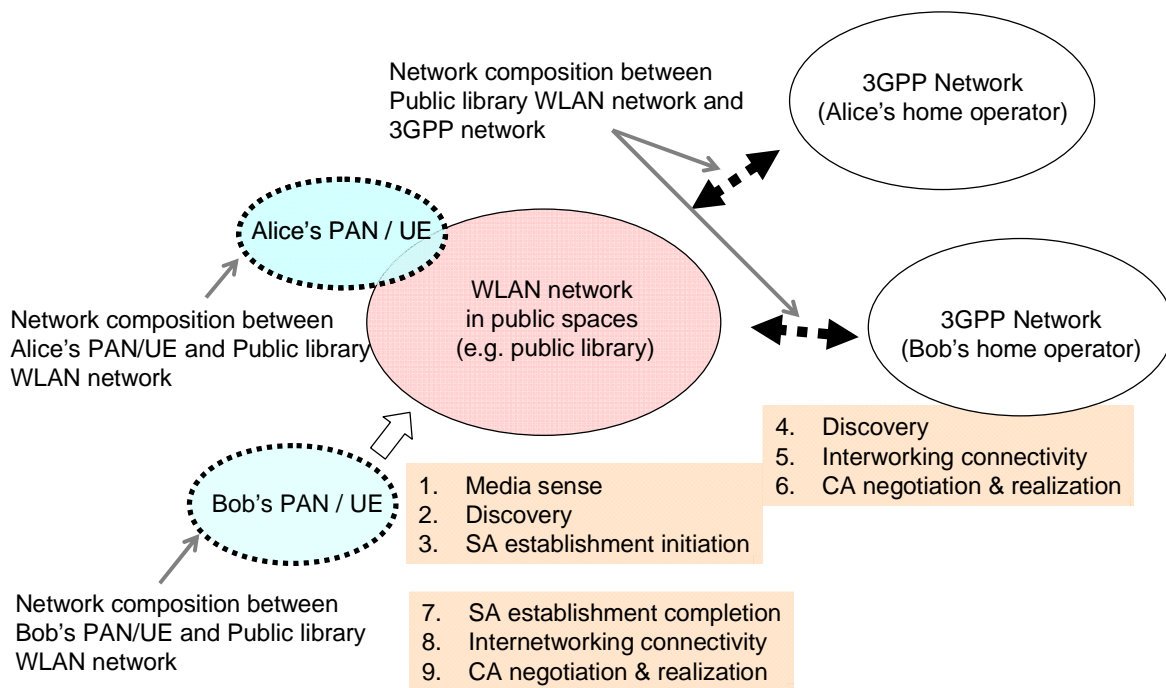 Network composition between
Public library WLAN network and
3GPP network
3GPP Network
(Alice's home operator)
Alice's PAN / UE
WLAN network
in public spaces
(e.g. public library)
Network composition between
Alice's PAN/UE and Public library
WLAN network
3GPP Network
(Bob's home operator)
4. Discovery
5. Interworking connectivity
6. CA negotiation & realization
Bob's PAN / UE
1. Media sense
2. Discovery
3. SA establishment initiation
Network composition between
Bob's PAN/UE and Public library
WLAN network
7. SA establishment completion
8. Internetworking connectivity
9. CA negotiation & realization